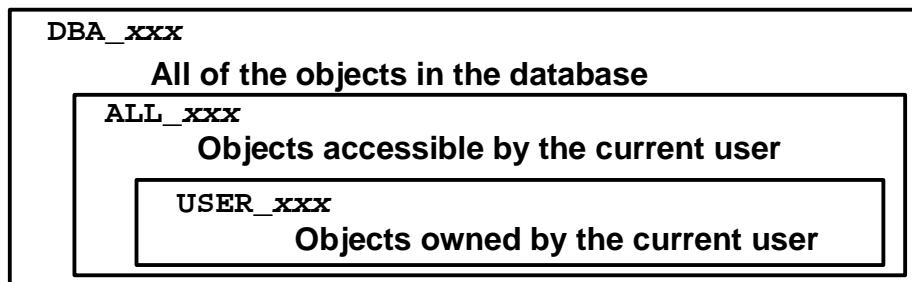 DBA_xxx
All of the objects in the database
ALL_xxx
Objects accessible by the current user
USER_xxx
Objects owned by the current user